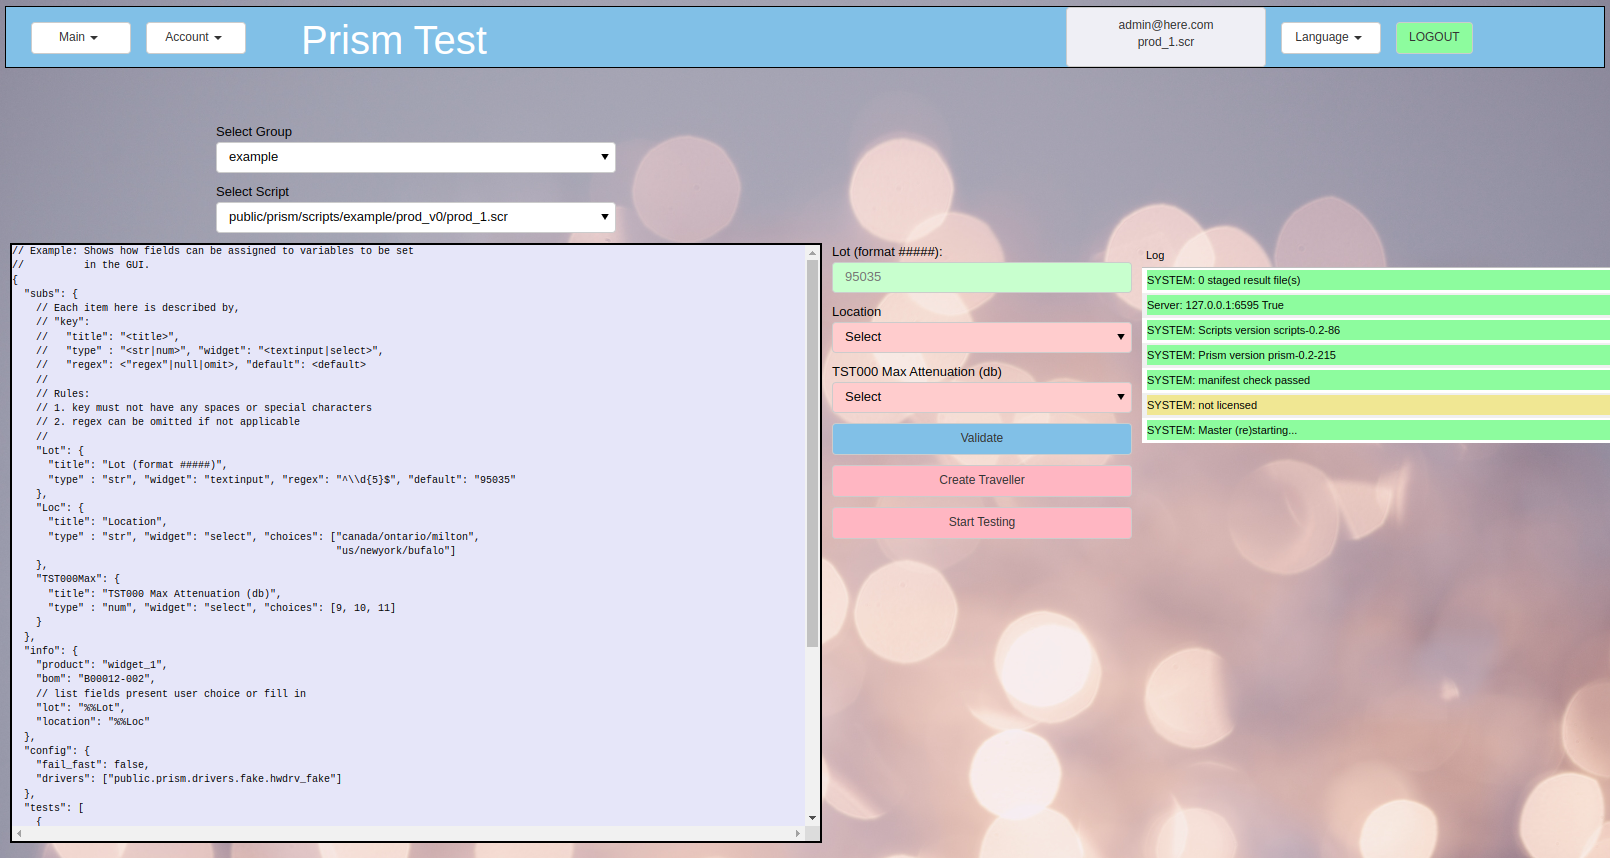 Main
Account
Prism Test
admin@here.com
prod_1.scr
Language
LOGOUT
Select Group
example
Select Script
public/prism/scripts/example/prod_v0/prod_1.scr
// Example: Shows how fields can be assigned to variables to be set
//          in the GUI.
{
  "subs": {
    // Each item here is described by,
    // "key":
    //   "title": "<title>",
    //   "type" : "<str|num>", "widget": "<textinput|select>",
    //   "regex": <"regex"|null|omit>, "default": <default>
    //
    // Rules:
    // 1. key must not have any spaces or special characters
    // 2. regex can be omitted if not applicable
    //
    "Lot": {
      "title": "Lot (format #####)",
      "type" : "str", "widget": "textinput", "regex": "^\\d{5}$", "default": "95035"
    },
    "Loc": {
      "title": "Location",
      "type" : "str", "widget": "select", "choices": ["canada/ontario/milton",
                                                      "us/newyork/bufalo"]
    },
    "TST000Max": {
      "title": "TST000 Max Attenuation (db)",
      "type" : "num", "widget": "select", "choices": [9, 10, 11]
    }
  },
  "info": {
    "product": "widget_1",
    "bom": "B00012-002",
    // list fields present user choice or fill in
    "lot": "%%Lot",
    "location": "%%Loc"
  },
  "config": {
    "fail_fast": false,
    "drivers": ["public.prism.drivers.fake.hwdrv_fake"]
  },
  "tests": [
    {
Lot (format #####):
95035
Location
Select
TST000 Max Attenuation (db)
Select
Validate
Create Traveller
Start Testing
Log
SYSTEM: 0 staged result file(s)
Server: 127.0.0.1:6595 True
SYSTEM: Scripts version scripts-0.2-86
SYSTEM: Prism version prism-0.2-215
SYSTEM: manifest check passed
SYSTEM: not licensed
SYSTEM: Master (re)starting...